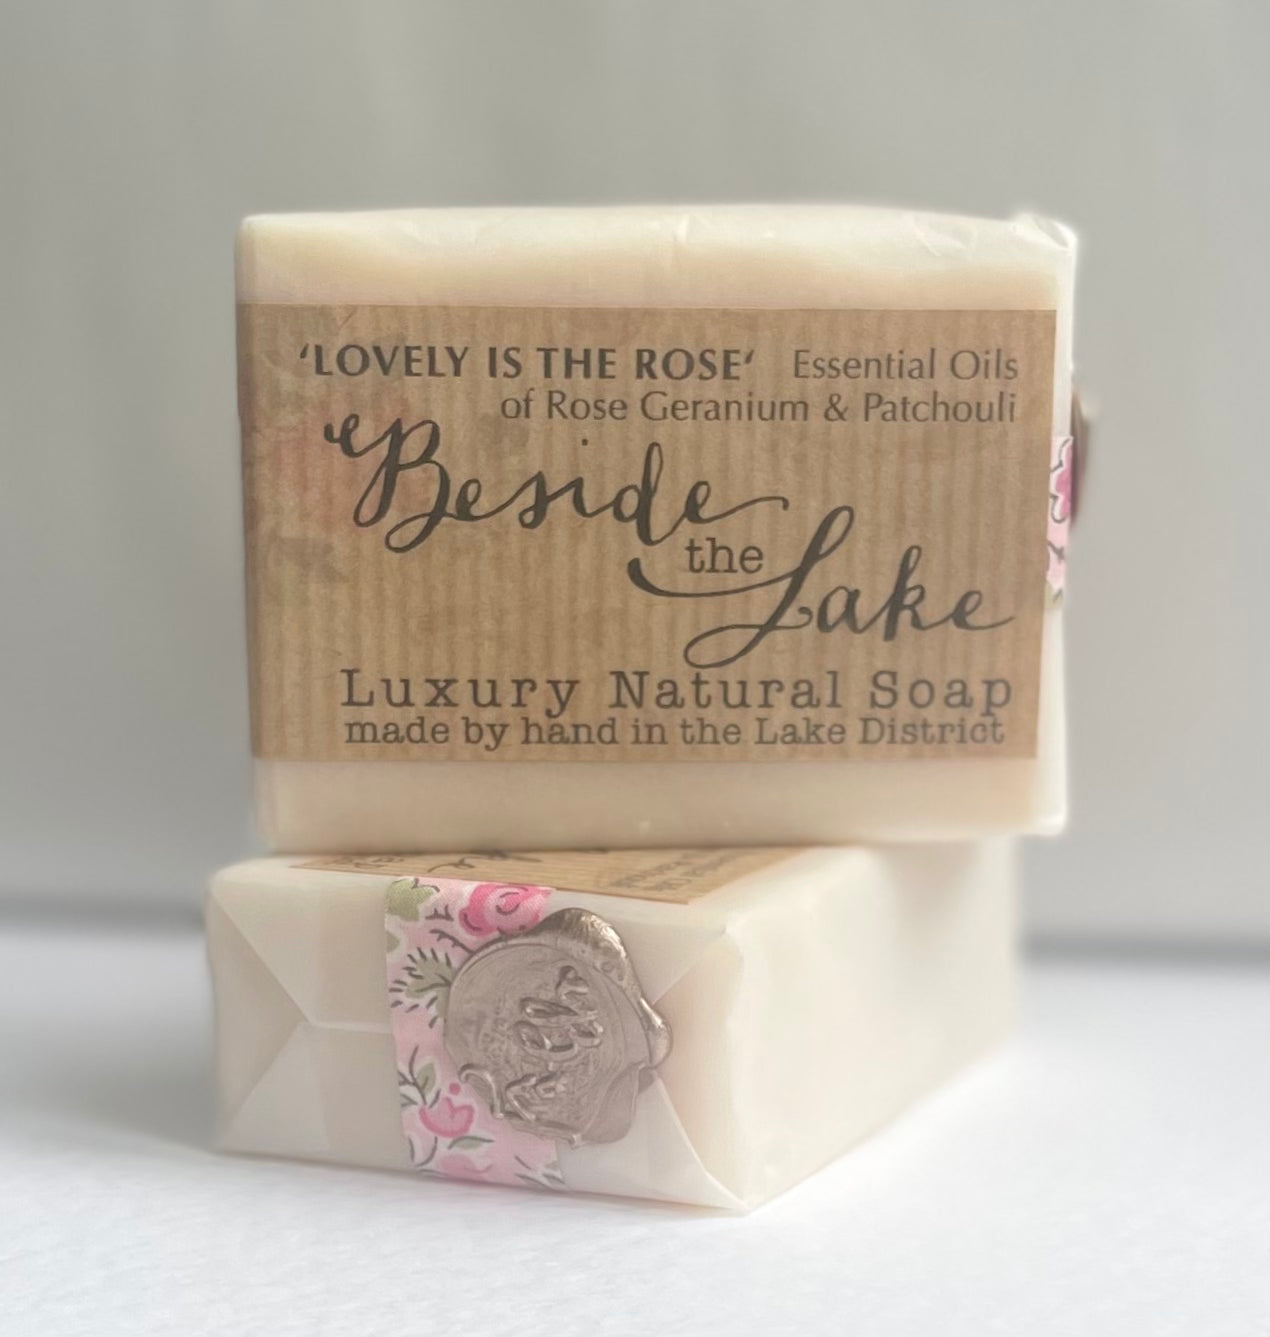 ‘LOVELY IS THE ROSE‘ Essential Oils
of Rose Geranium & Patchouli
Beside
the
Lake
Luxury Natural Soap
made by hand in the Lake District